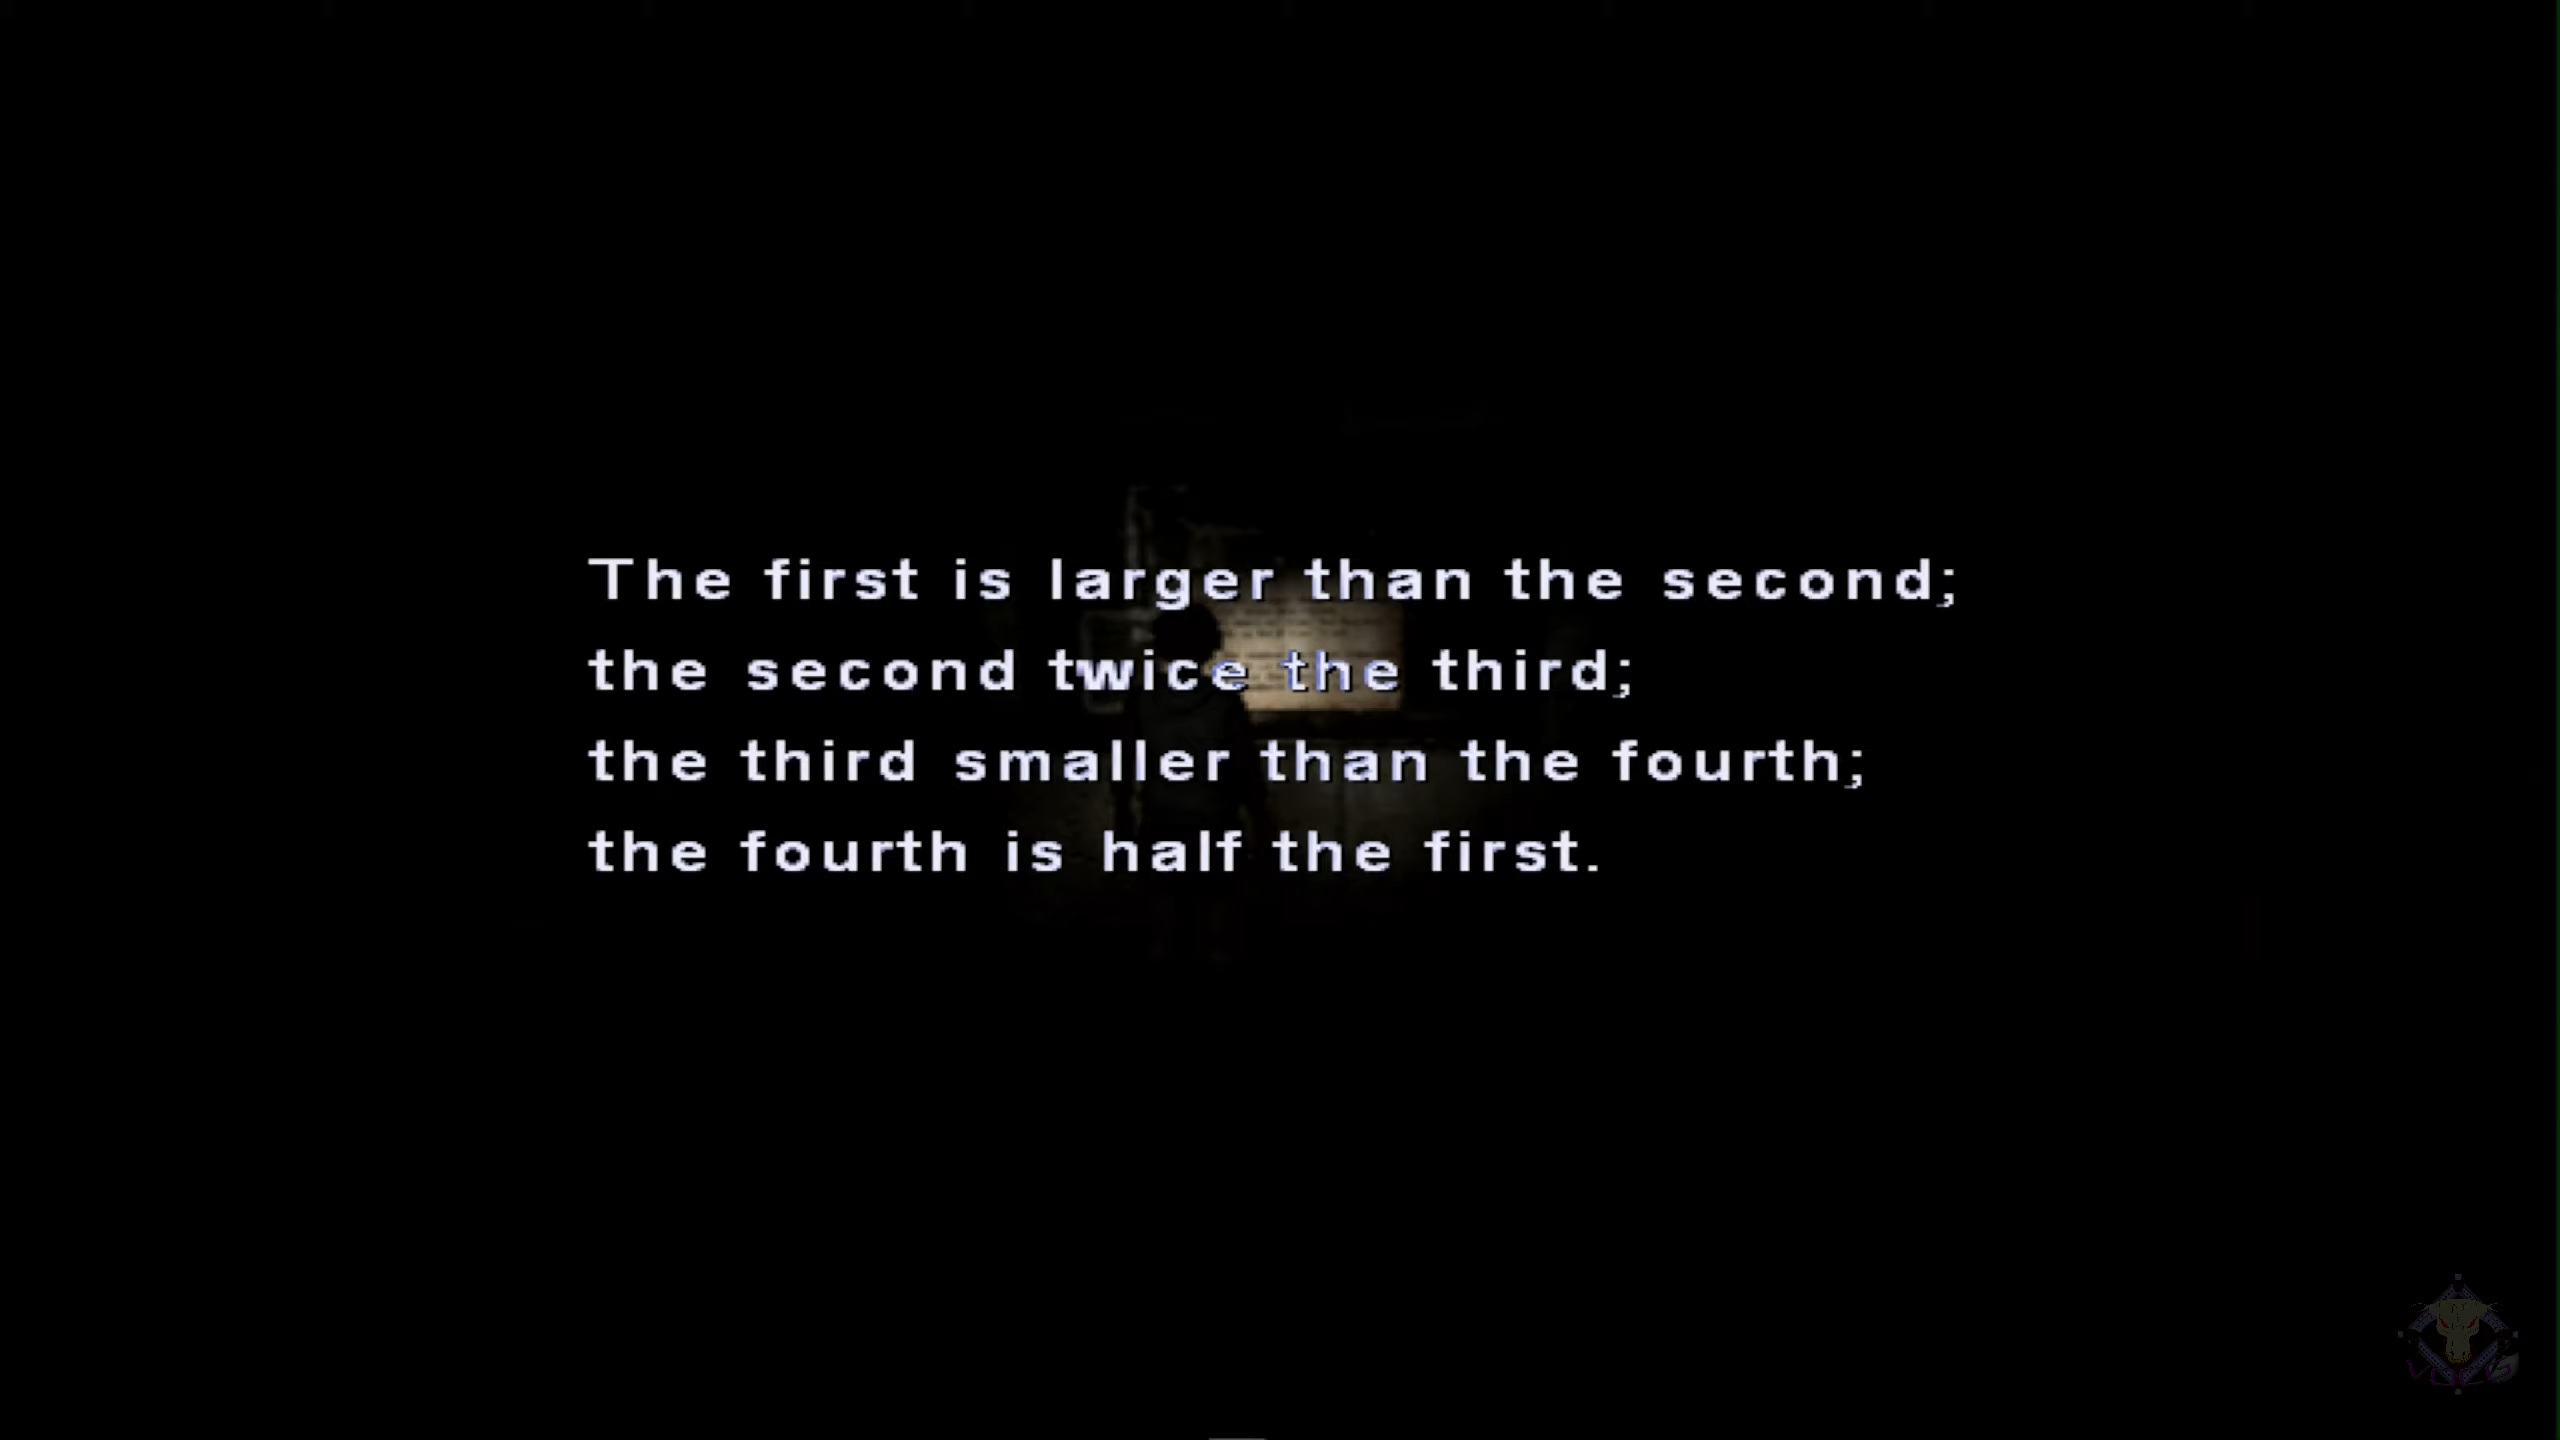 The first is larger than the second;
the second twice the third;
the third smaller than the fourth;
the fourth is half the first.